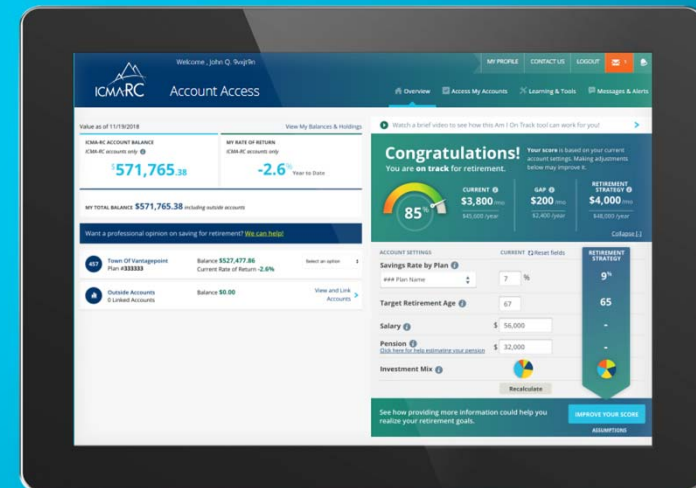 Welcome , John Q. 9vxjt9n
MY PROFILE CONTACT US LOGOUT 1
ICMARC Account Access
Overview Access My Accounts Learning & Tools Messages & Alerts
Value as of 11/19/2018 View My Balances & Holdings
ICMA-RC ACCOUNT BALANCE
ICMA-RC accounts only
$571,765.38
MY RATE OF RETURN
ICMA-RC accounts only
-2.6% Year to Date
MY TOTAL BALANCE $571,765.38 including outside accounts
Want a professional opinion on saving for retirement? We can help!
457 Town Of Vantagepoint Balance $527,477.86 Select an option
Plan #333333 Current Rate of Return -2.6%
Outside Accounts Balance $0.00 View and Link
0 Linked Accounts Accounts
Watch a brief video to see how this Am I On Track tool can work for you!
Congratulations!
You are on track for retirement.
Your score is based on your current
account settings. Making adjustments
below may improve it.
85%
CURRENT
$3,800/mo
$45,600 /year
GAP
$200/mo
$2,400 /year
RETIREMENT
STRATEGY
$4,000/mo
$48,000 /year
Collapse [-]
ACCOUNT SETTINGS CURRENT Reset fields RETIREMENT
STRATEGY
Savings Rate by Plan
### Plan Name 7 % 9%
Target Retirement Age 67 65
Salary $ 56,000 -
Pension $ 32,000 -
Click here for help estimating your pension
Investment Mix
Recalculate
See how providing more information could help you
realize your retirement goals.
IMPROVE YOUR SCORE
ASSUMPTIONS